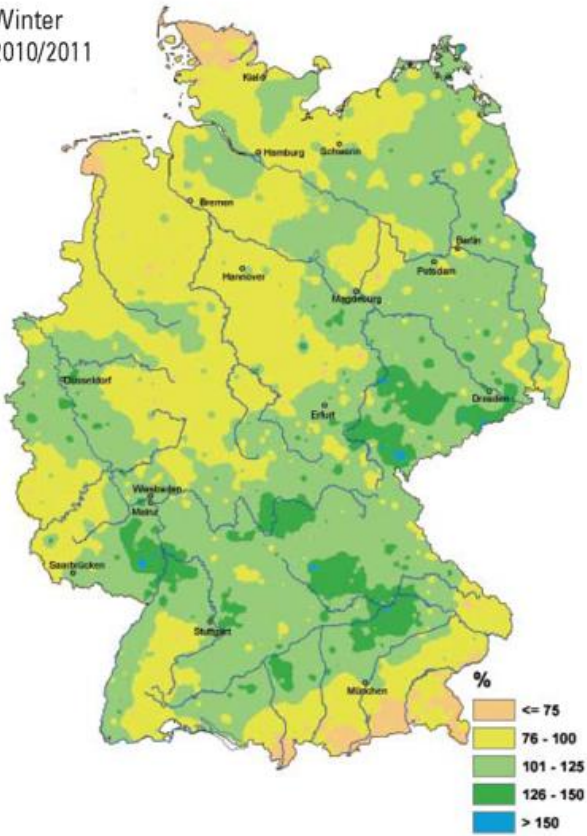 Winter
2010/2011
Kiel
Hamburg
Schwerin
Bremen
Berlin
Hannover
Potsdam
Magdeburg
Düsseldorf
Dresden
Erfurt
Wiesbaden
Mainz
Saarbrücken
Stuttgart
München
%
<= 75
76 - 100
101 - 125
126 - 150
> 150